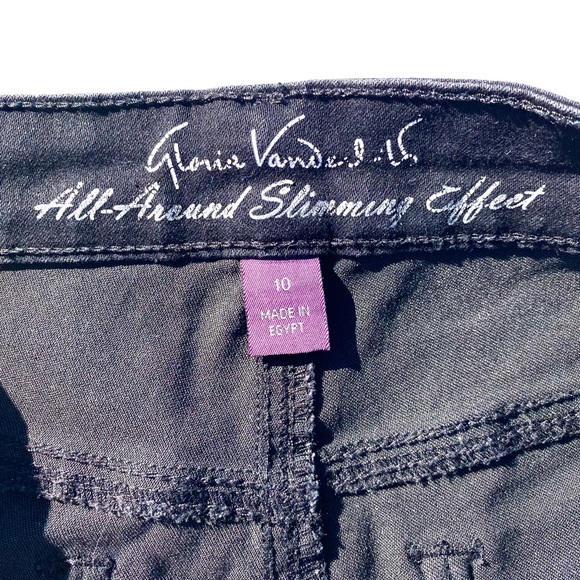 Gloria Vanderbilt
All-Around Slimming Effect
10
MADE IN
EGYPT